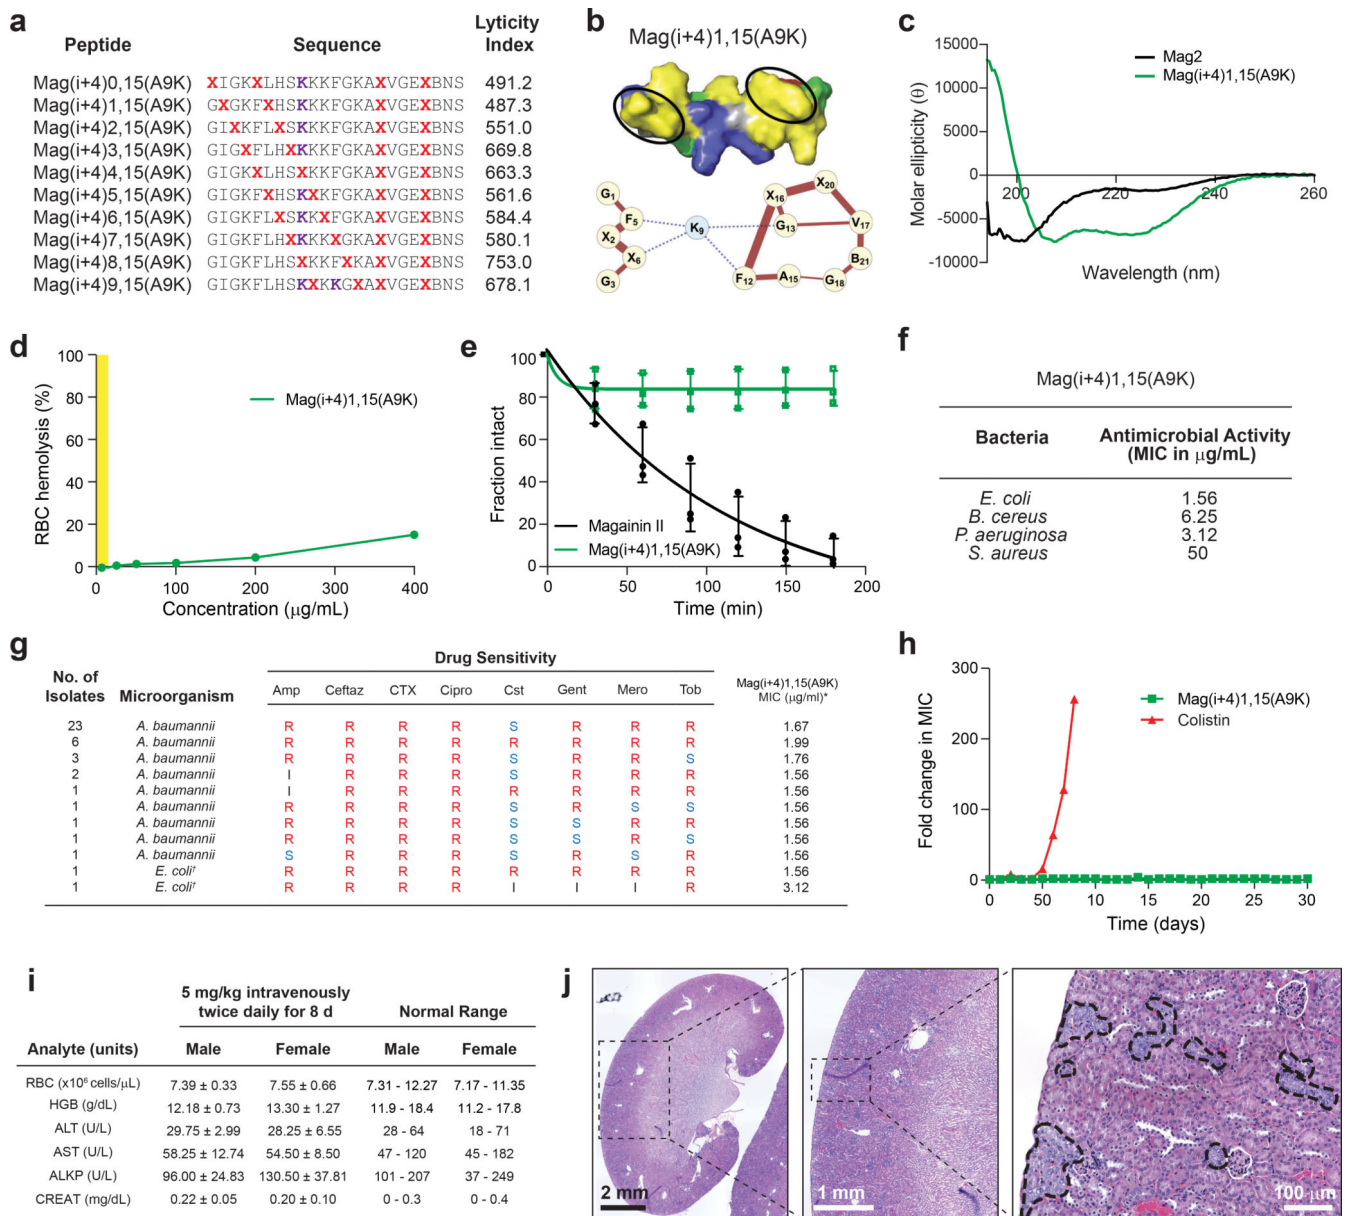 a
Peptide Sequence Lyticity Index
Mag(i+4)0,15(A9K) XIGKXLHSKKKFGKAXVGEXBNS 491.2
Mag(i+4)1,15(A9K) GXGKFXHSKKKFGKAXVGEXBNS 487.3
Mag(i+4)2,15(A9K) GIXKFLXSKKKFGKAXVGEXBNS 551.0
Mag(i+4)3,15(A9K) GIGXFLHXKKKFGKAXVGEXBNS 669.8
Mag(i+4)4,15(A9K) GIGKXLHSXKKFGKAXVGEXBNS 663.3
Mag(i+4)5,15(A9K) GIGKFXHSKXKFGKAXVGEXBNS 561.6
Mag(i+4)6,15(A9K) GIGKFLXSKKXFGKAXVGEXBNS 584.4
Mag(i+4)7,15(A9K) GIGKFLHXKKKXGKAXVGEXBNS 580.1
Mag(i+4)8,15(A9K) GIGKFLHSXKKFXKAXVGEXBNS 753.0
Mag(i+4)9,15(A9K) GIGKFLHSKXKKGXAXVGEXBNS 678.1
b
Mag(i+4)1,15(A9K)
G1
F5
X2
X6
G3
K9
X16
X20
G13
V17
B21
F12
A15
G18
c
Mag2
Mag(i+4)1,15(A9K)
Molar ellipticity (θ)
15000
10000
5000
0
-5000
-10000
200 220 240 260
Wavelength (nm)
d
RBC hemolysis (%)
100
80
60
40
20
0
Mag(i+4)1,15(A9K)
0 100 200 300 400
Concentration (μg/mL)
e
Fraction intact
100
80
60
40
20
0
Magainin II
Mag(i+4)1,15(A9K)
0 50 100 150 200
Time (min)
f
Mag(i+4)1,15(A9K)
Bacteria Antimicrobial Activity (MIC in μg/mL)
E. coli 1.56
B. cereus 6.25
P. aeruginosa 3.12
S. aureus 50
g
Drug Sensitivity
No. of Isolates Microorganism Amp Ceftaz CTX Cipro Cst Gent Mero Tob Mag(i+4)1,15(A9K) MIC (μg/ml)*
23 A. baumannii R R R R S R R R 1.67
6 A. baumannii R R R R R R R R 1.99
3 A. baumannii R R R R S R R S 1.76
2 A. baumannii I R R R S R R R 1.56
1 A. baumannii I R R R R R R R 1.56
1 A. baumannii R R R R S R S S 1.56
1 A. baumannii R R R R S S R R 1.56
1 A. baumannii R R R R S S R S 1.56
1 A. baumannii S R R R S R S R 1.56
1 E. coli† R R R R R R R R 1.56
1 E. coli† R R R R I I I R 3.12
h
Fold change in MIC
300
200
100
0
Mag(i+4)1,15(A9K)
Colistin
0 5 50 10 15 20 25 30
Time (days)
i
5 mg/kg intravenously twice daily for 8 d Normal Range
Analyte (units) Male Female Male Female
RBC (x10⁶ cells/μL) 7.39 ± 0.33 7.55 ± 0.66 7.31 - 12.27 7.17 - 11.35
HGB (g/dL) 12.18 ± 0.73 13.30 ± 1.27 11.9 - 18.4 11.2 - 17.8
ALT (U/L) 29.75 ± 2.99 28.25 ± 6.55 28 - 64 18 - 71
AST (U/L) 58.25 ± 12.74 54.50 ± 8.50 47 - 120 45 - 182
ALKP (U/L) 96.00 ± 24.83 130.50 ± 37.81 101 - 207 37 - 249
CREAT (mg/dL) 0.22 ± 0.05 0.20 ± 0.10 0 - 0.3 0 - 0.4
j
2 mm
1 mm
100 μm